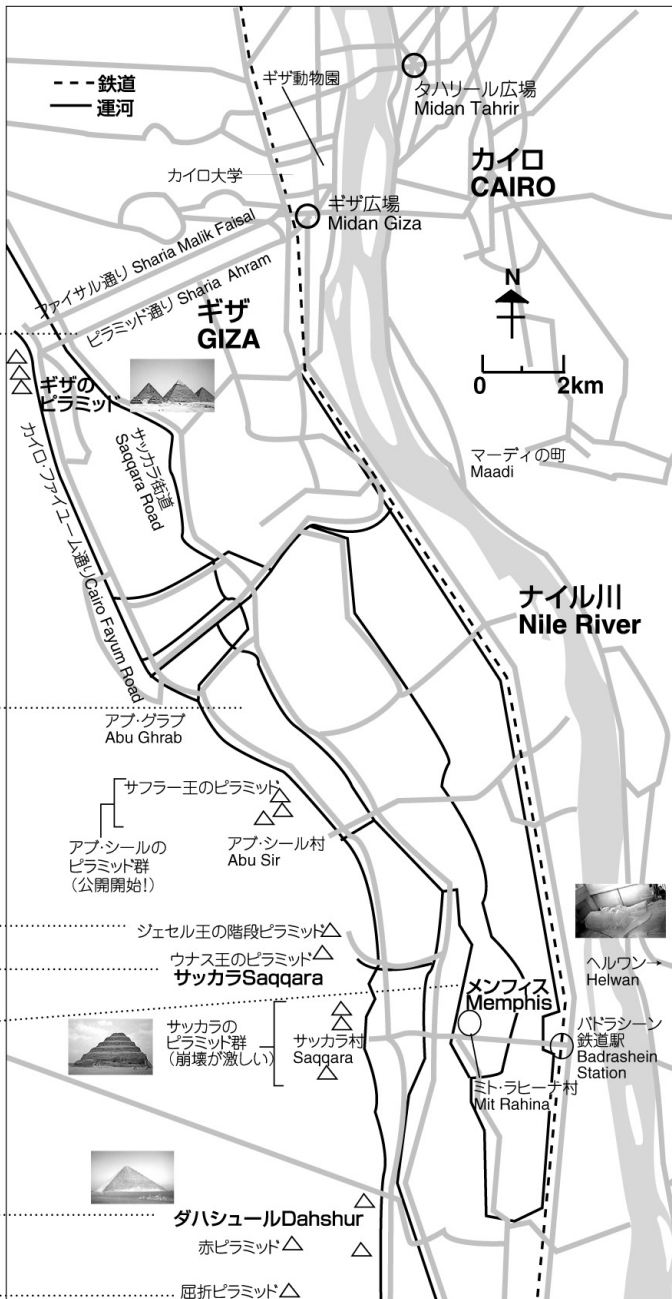 鉄道
運河
ギザ動物園
タハリール広場
Midan Tahrir
カイロ
CAIRO
カイロ大学
ギザ広場
Midan Giza
ファイサル通り Sharia Malik Faisal
ピラミッド通り Sharia Ahram
ギザ
GIZA
N
0 2km
ギザの
ピラミッド
サッカラ街道
Saqqara Road
カイロ・ファイユーム通りCairo Fayum Road
マーディの町
Maadi
ナイル川
Nile River
アブ・グラブ
Abu Ghrab
サフラー王のピラミッド
アブ・シールの
ピラミッド群
(公開開始!)
アブ・シール村
Abu Sir
ジェセル王の階段ピラミッド
ウナス王のピラミッド
サッカラSaqqara
ヘルワン→
Helwan
メンフィス
Memphis
サッカラの
ピラミッド群
(崩壊が激しい)
サッカラ村
Saqqara
バドラシーン
鉄道駅
Badrashein
Station
ミト・ラヒーナ村
Mit Rahina
ダハシュールDahshur
赤ピラミッド
屈折ピラミッド